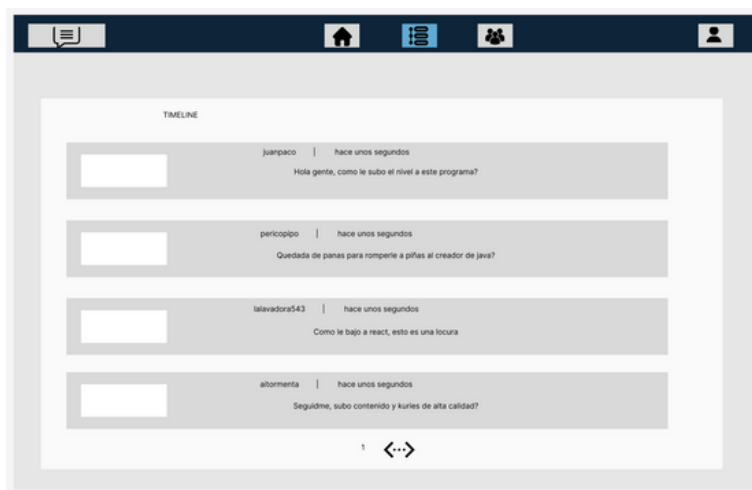 TIMELINE
juanpaco | hace unos segundos
Hola gente, como le subo el nivel a este programa?
pericopipo | hace unos segundos
Quedada de panas para romperle a piñas al creador de java?
lalavadora543 | hace unos segundos
Como le bajo a react, esto es una locura
aitormenta | hace unos segundos
Seguidme, subo contenido y kuries de alta calidad?
1